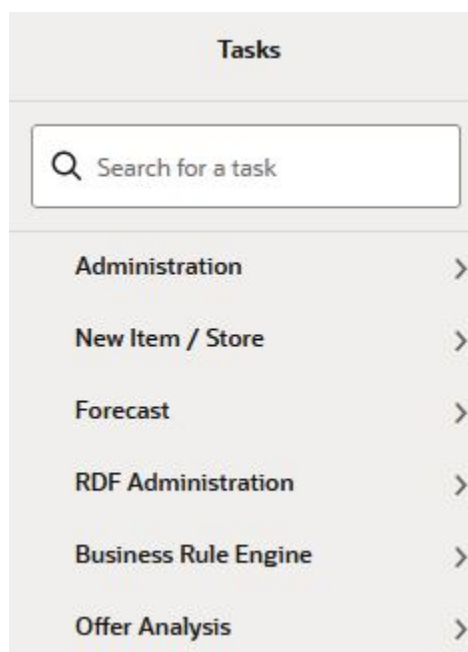 Tasks
Search for a task
Administration
New Item / Store
Forecast
RDF Administration
Business Rule Engine
Offer Analysis